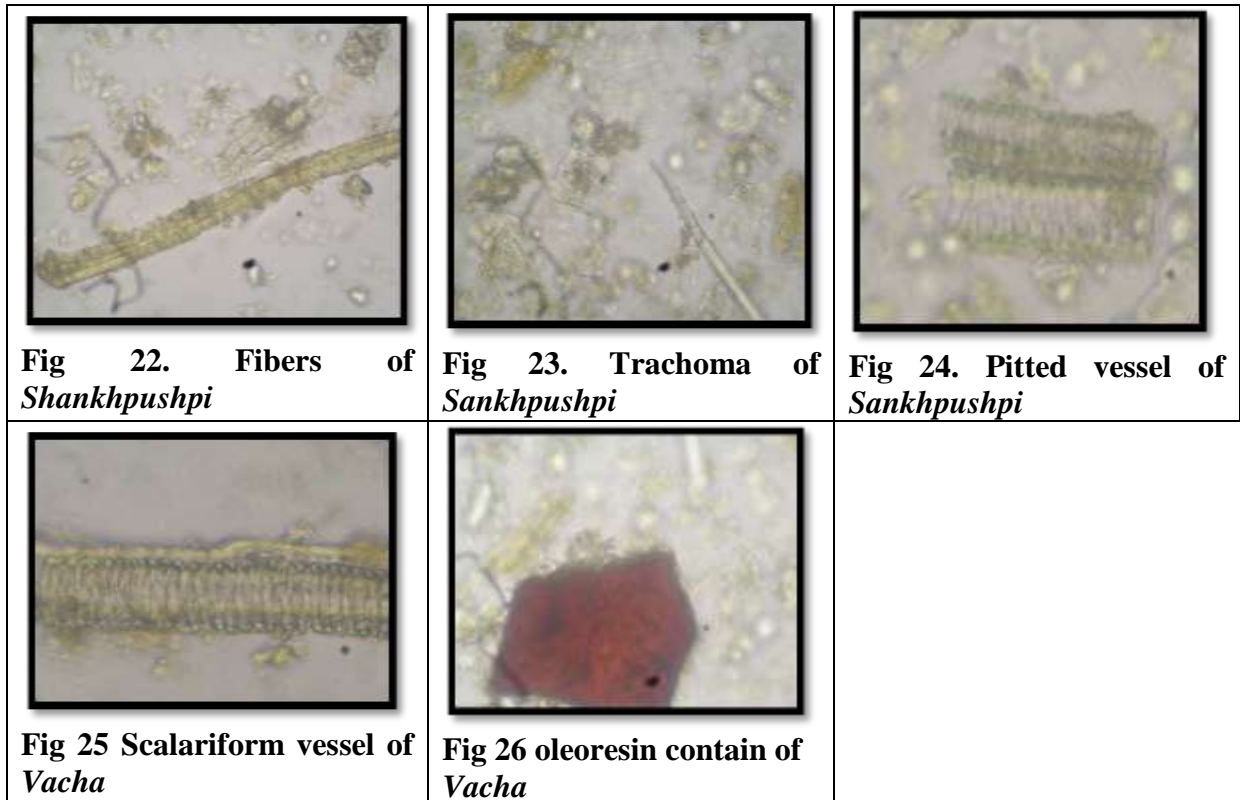 Fig 22. Fibers of
Shankhpushpi
Fig 23. Trachoma of
Sankhpushpi
Fig 24. Pitted vessel of
Sankhpushpi
Fig 25 Scalariform vessel of
Vacha
Fig 26 oleoresin contain of
Vacha